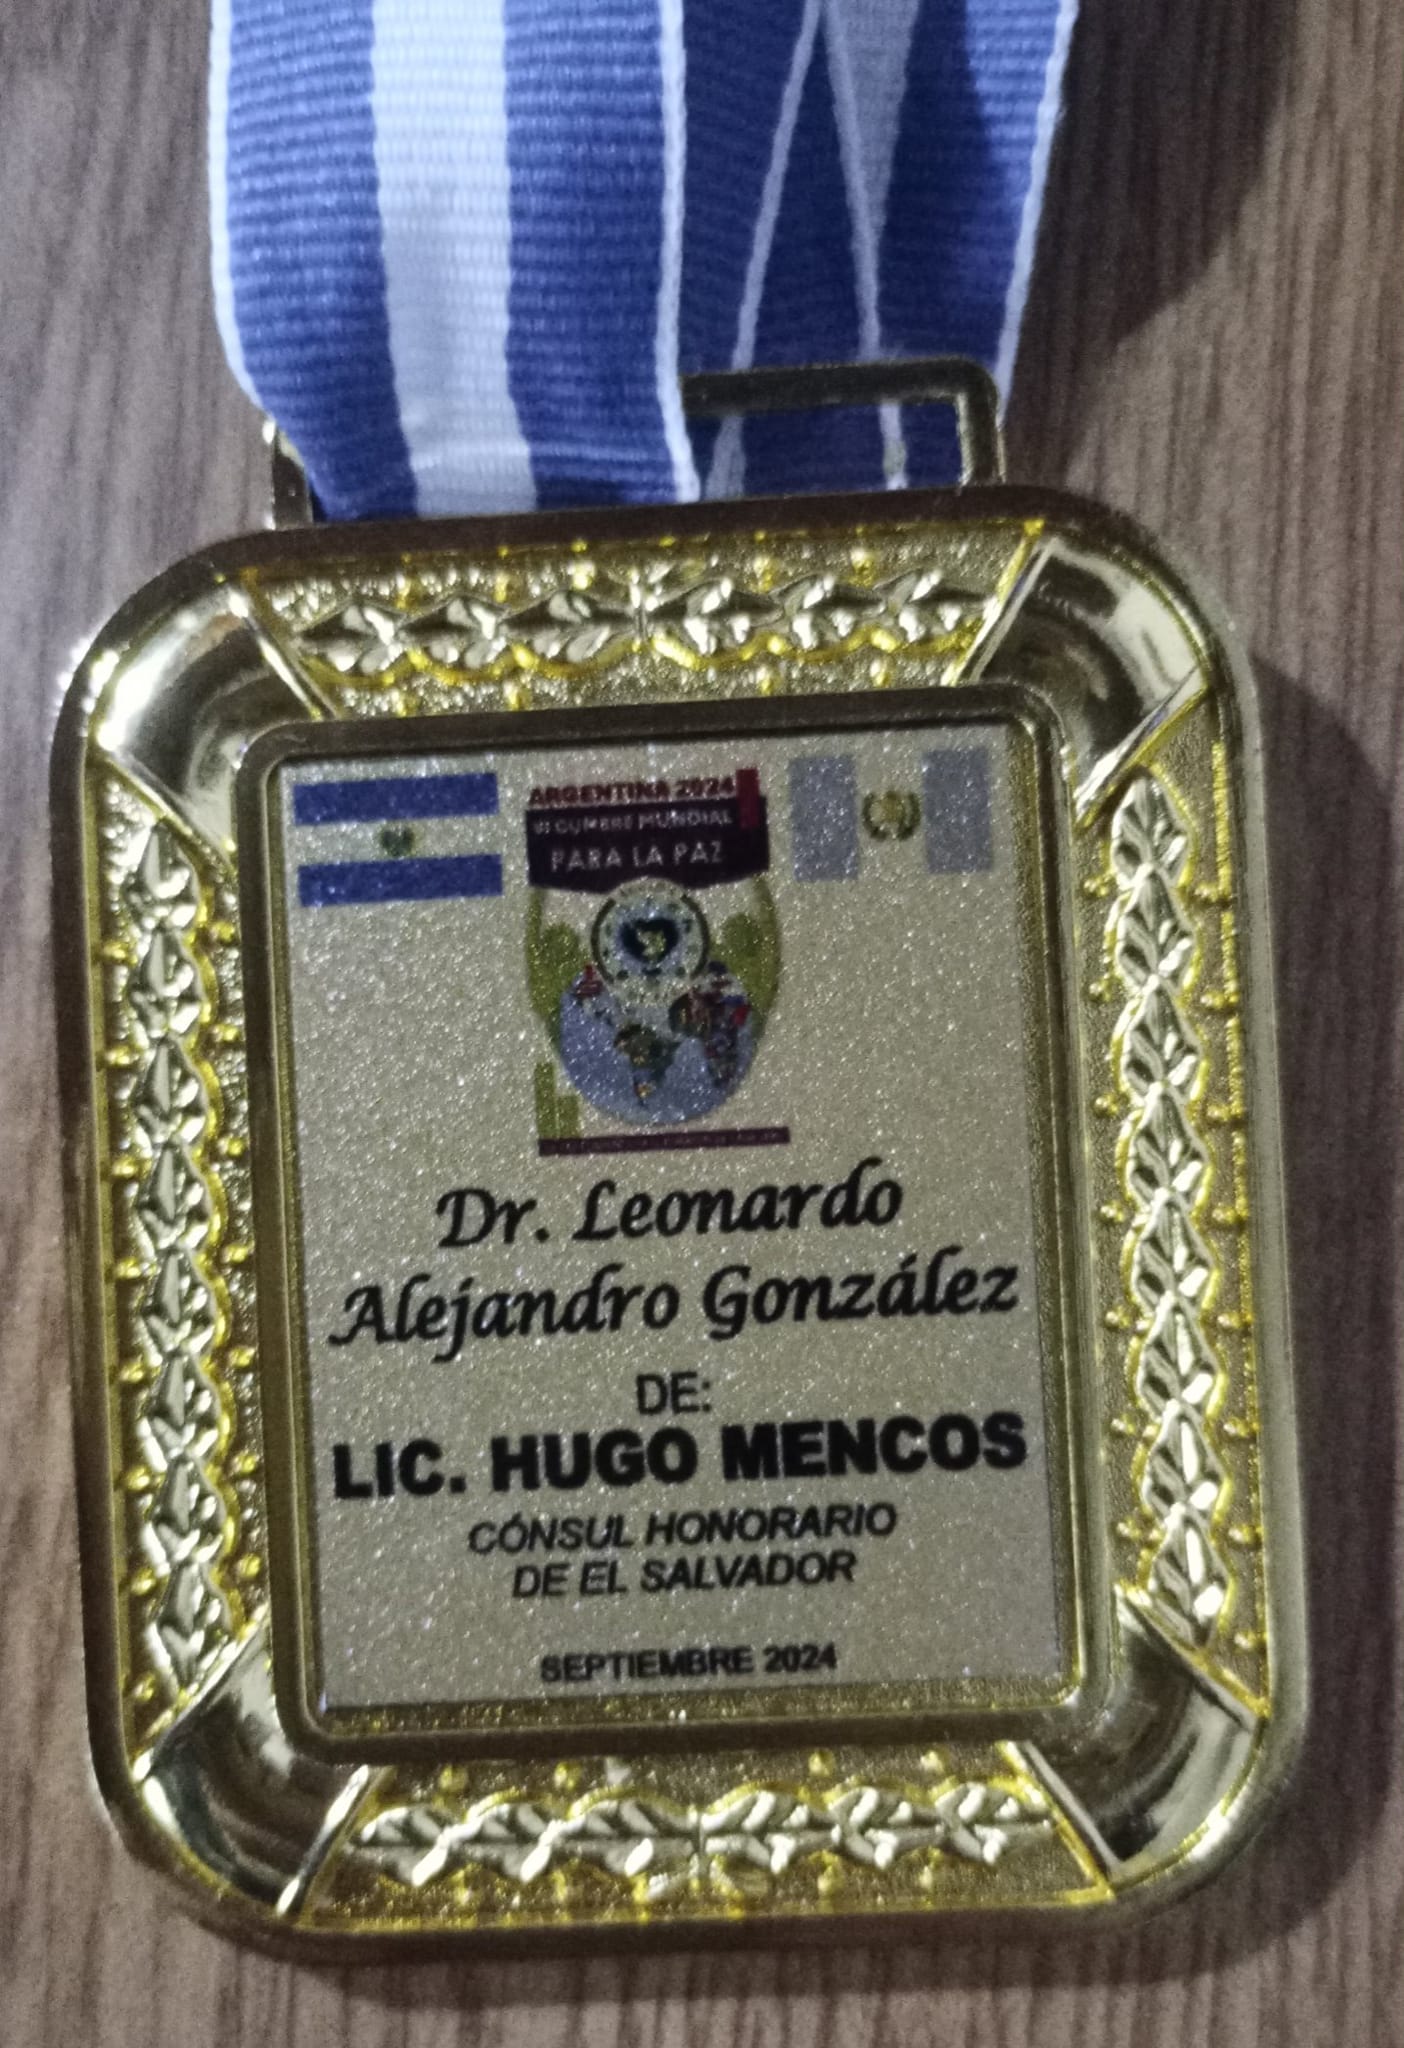 ARGENTINA 2024
VI CUMBRE MUNDIAL
PARA LA PAZ
Dr. Leonardo
Alejandro González
DE:
LIC. HUGO MENCOS
CÓNSUL HONORARIO
DE EL SALVADOR
SEPTIEMBRE 2024